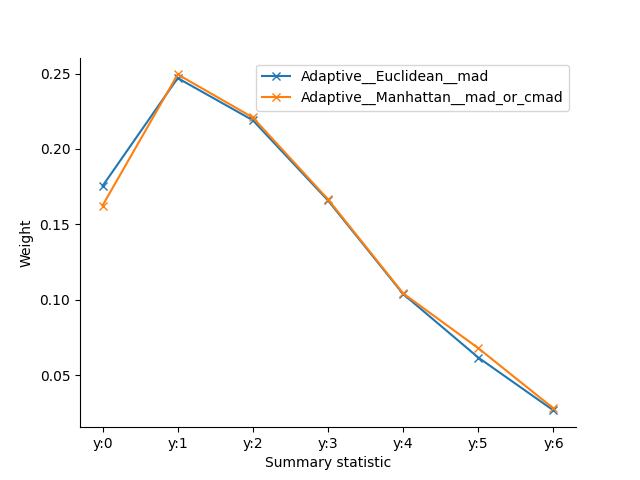 Adaptive__Euclidean__mad
Adaptive__Manhattan__mad_or_cmad
0.25
0.20
0.15
0.10
0.05
Weight
y:0 y:1 y:2 y:3 y:4 y:5 y:6
Summary statistic